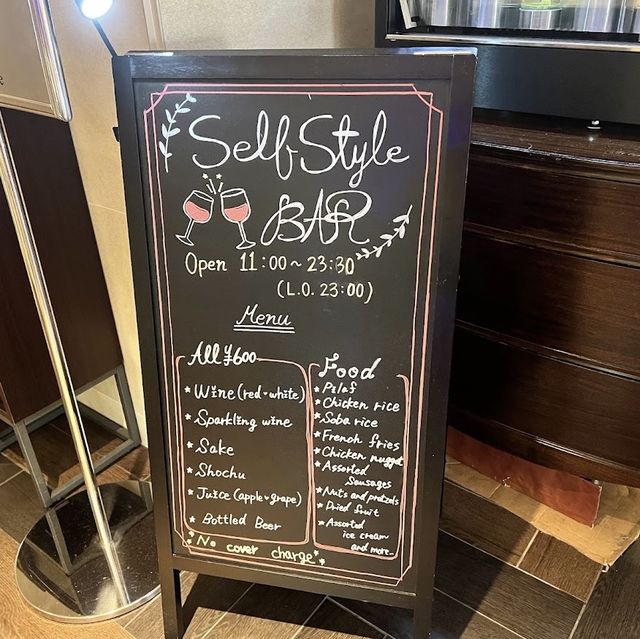 Self Style
BAR
Open 11:00~23:30
(L.O. 23:00)
Menu
All ¥600
* Wine (red・white)
* Sparkling wine
* Sake
* Shochu
* Juice (apple・grape)
* Bottled Beer
Food
* Pilaf
* Chicken rice
* Soba rice
* French fries
* Chicken nugget
* Assorted
Sausages
* Nuts and pretzels
* Dried fruit
* Assorted
ice cream
and more...
*No cover charge*